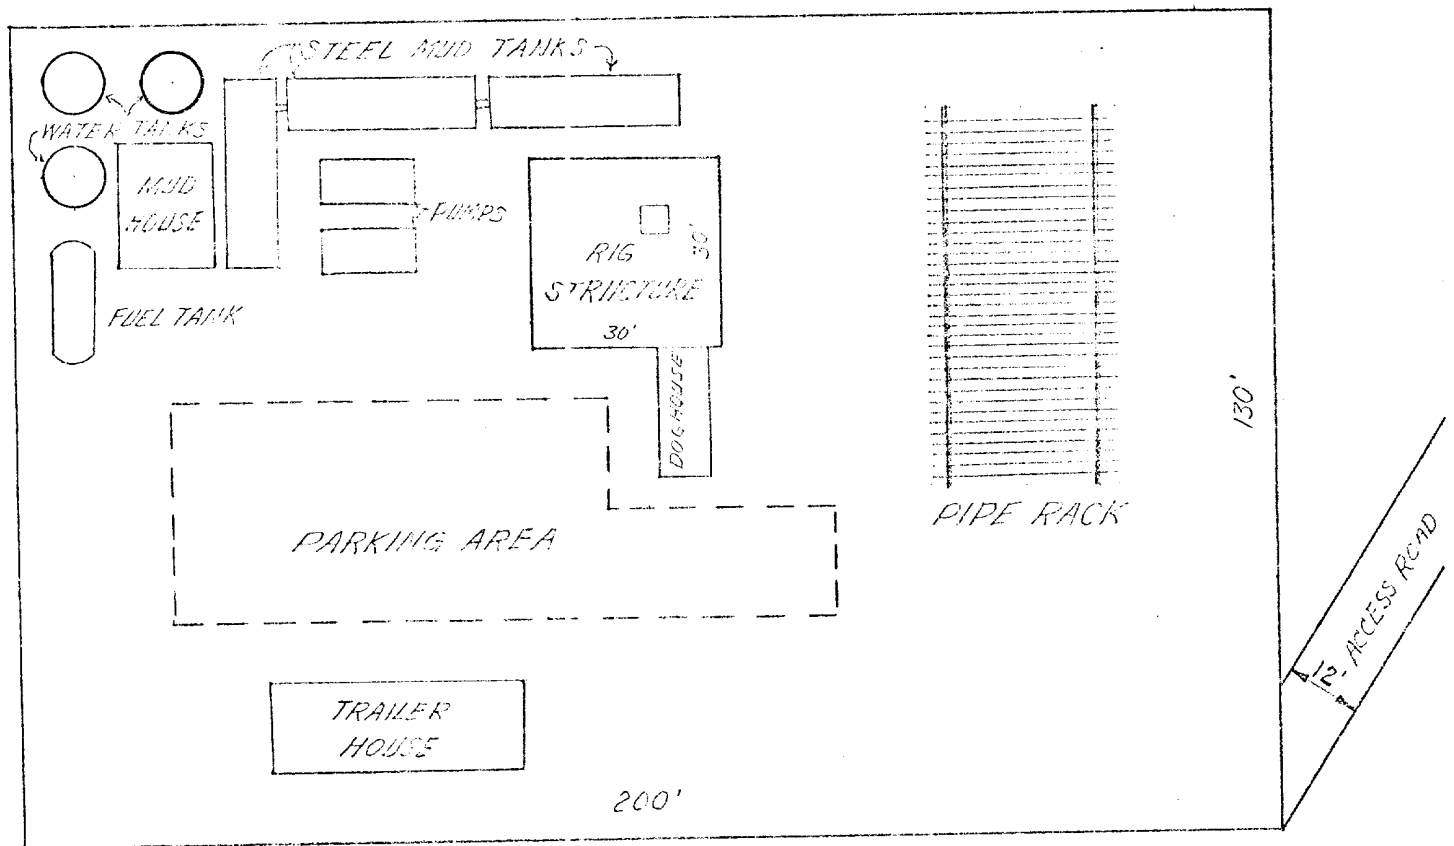 STEEL MUD TANKS
WATER TANKS
MUD
HOUSE
PUMPS
RIG
STRUCTURE
30'
30'
FUEL TANK
DOGHOUSE
PARKING AREA
PIPE RACK
130'
12' ACCESS ROAD
TRAILER
HOUSE
200'